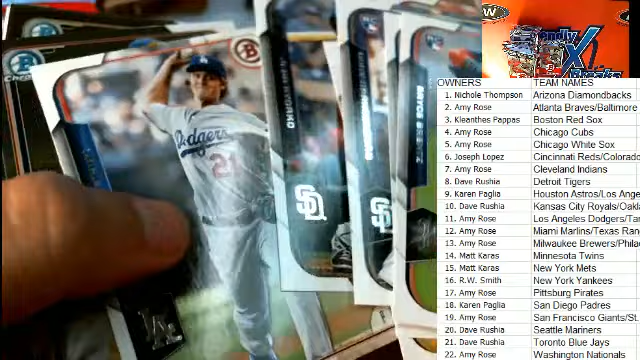 Chrome
B
Dodgers
21
LA
SD
SD
RC
Friendly
X
Breaks
W
OWNERS TEAM NAMES
1. Nichole Thompson Arizona Diamondbacks
2. Amy Rose Atlanta Braves/Baltimore
3. Kleanthes Pappas Boston Red Sox
4. Amy Rose Chicago Cubs
5. Amy Rose Chicago White Sox
6. Joseph Lopez Cincinnati Reds/Colorado
7. Amy Rose Cleveland Indians
8. Dave Rushia Detroit Tigers
9. Karen Paglia Houston Astros/Los Angele
10. Dave Rushia Kansas City Royals/Oakla
11. Amy Rose Los Angeles Dodgers/Tam
12. Amy Rose Miami Marlins/Texas Ran
13. Amy Rose Milwaukee Brewers/Phila
14. Matt Karas Minnesota Twins
15. Matt Karas New York Mets
16. R.W. Smith New York Yankees
17. Amy Rose Pittsburg Pirates
18. Karen Paglia San Diego Padres
19. Amy Rose San Francisco Giants/St.
20. Dave Rushia Seattle Mariners
21. Dave Rushia Toronto Blue Jays
22. Amy Rose Washington Nationals